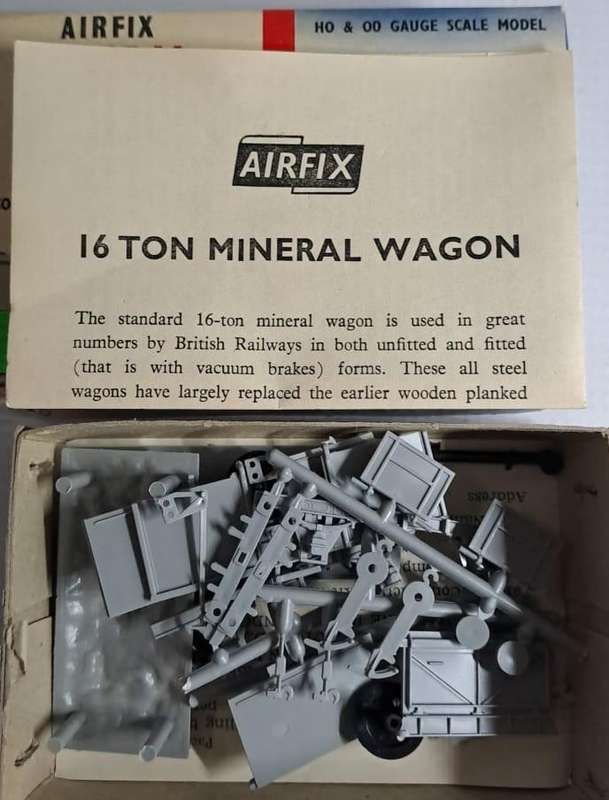 AIRFIX
HO & OO GAUGE SCALE MODEL
AIRFIX
16 TON MINERAL WAGON
The standard 16-ton mineral wagon is used in great
numbers by British Railways in both unfitted and fitted
(that is with vacuum brakes) forms. These all steel
wagons have largely replaced the earlier wooden planked
Address